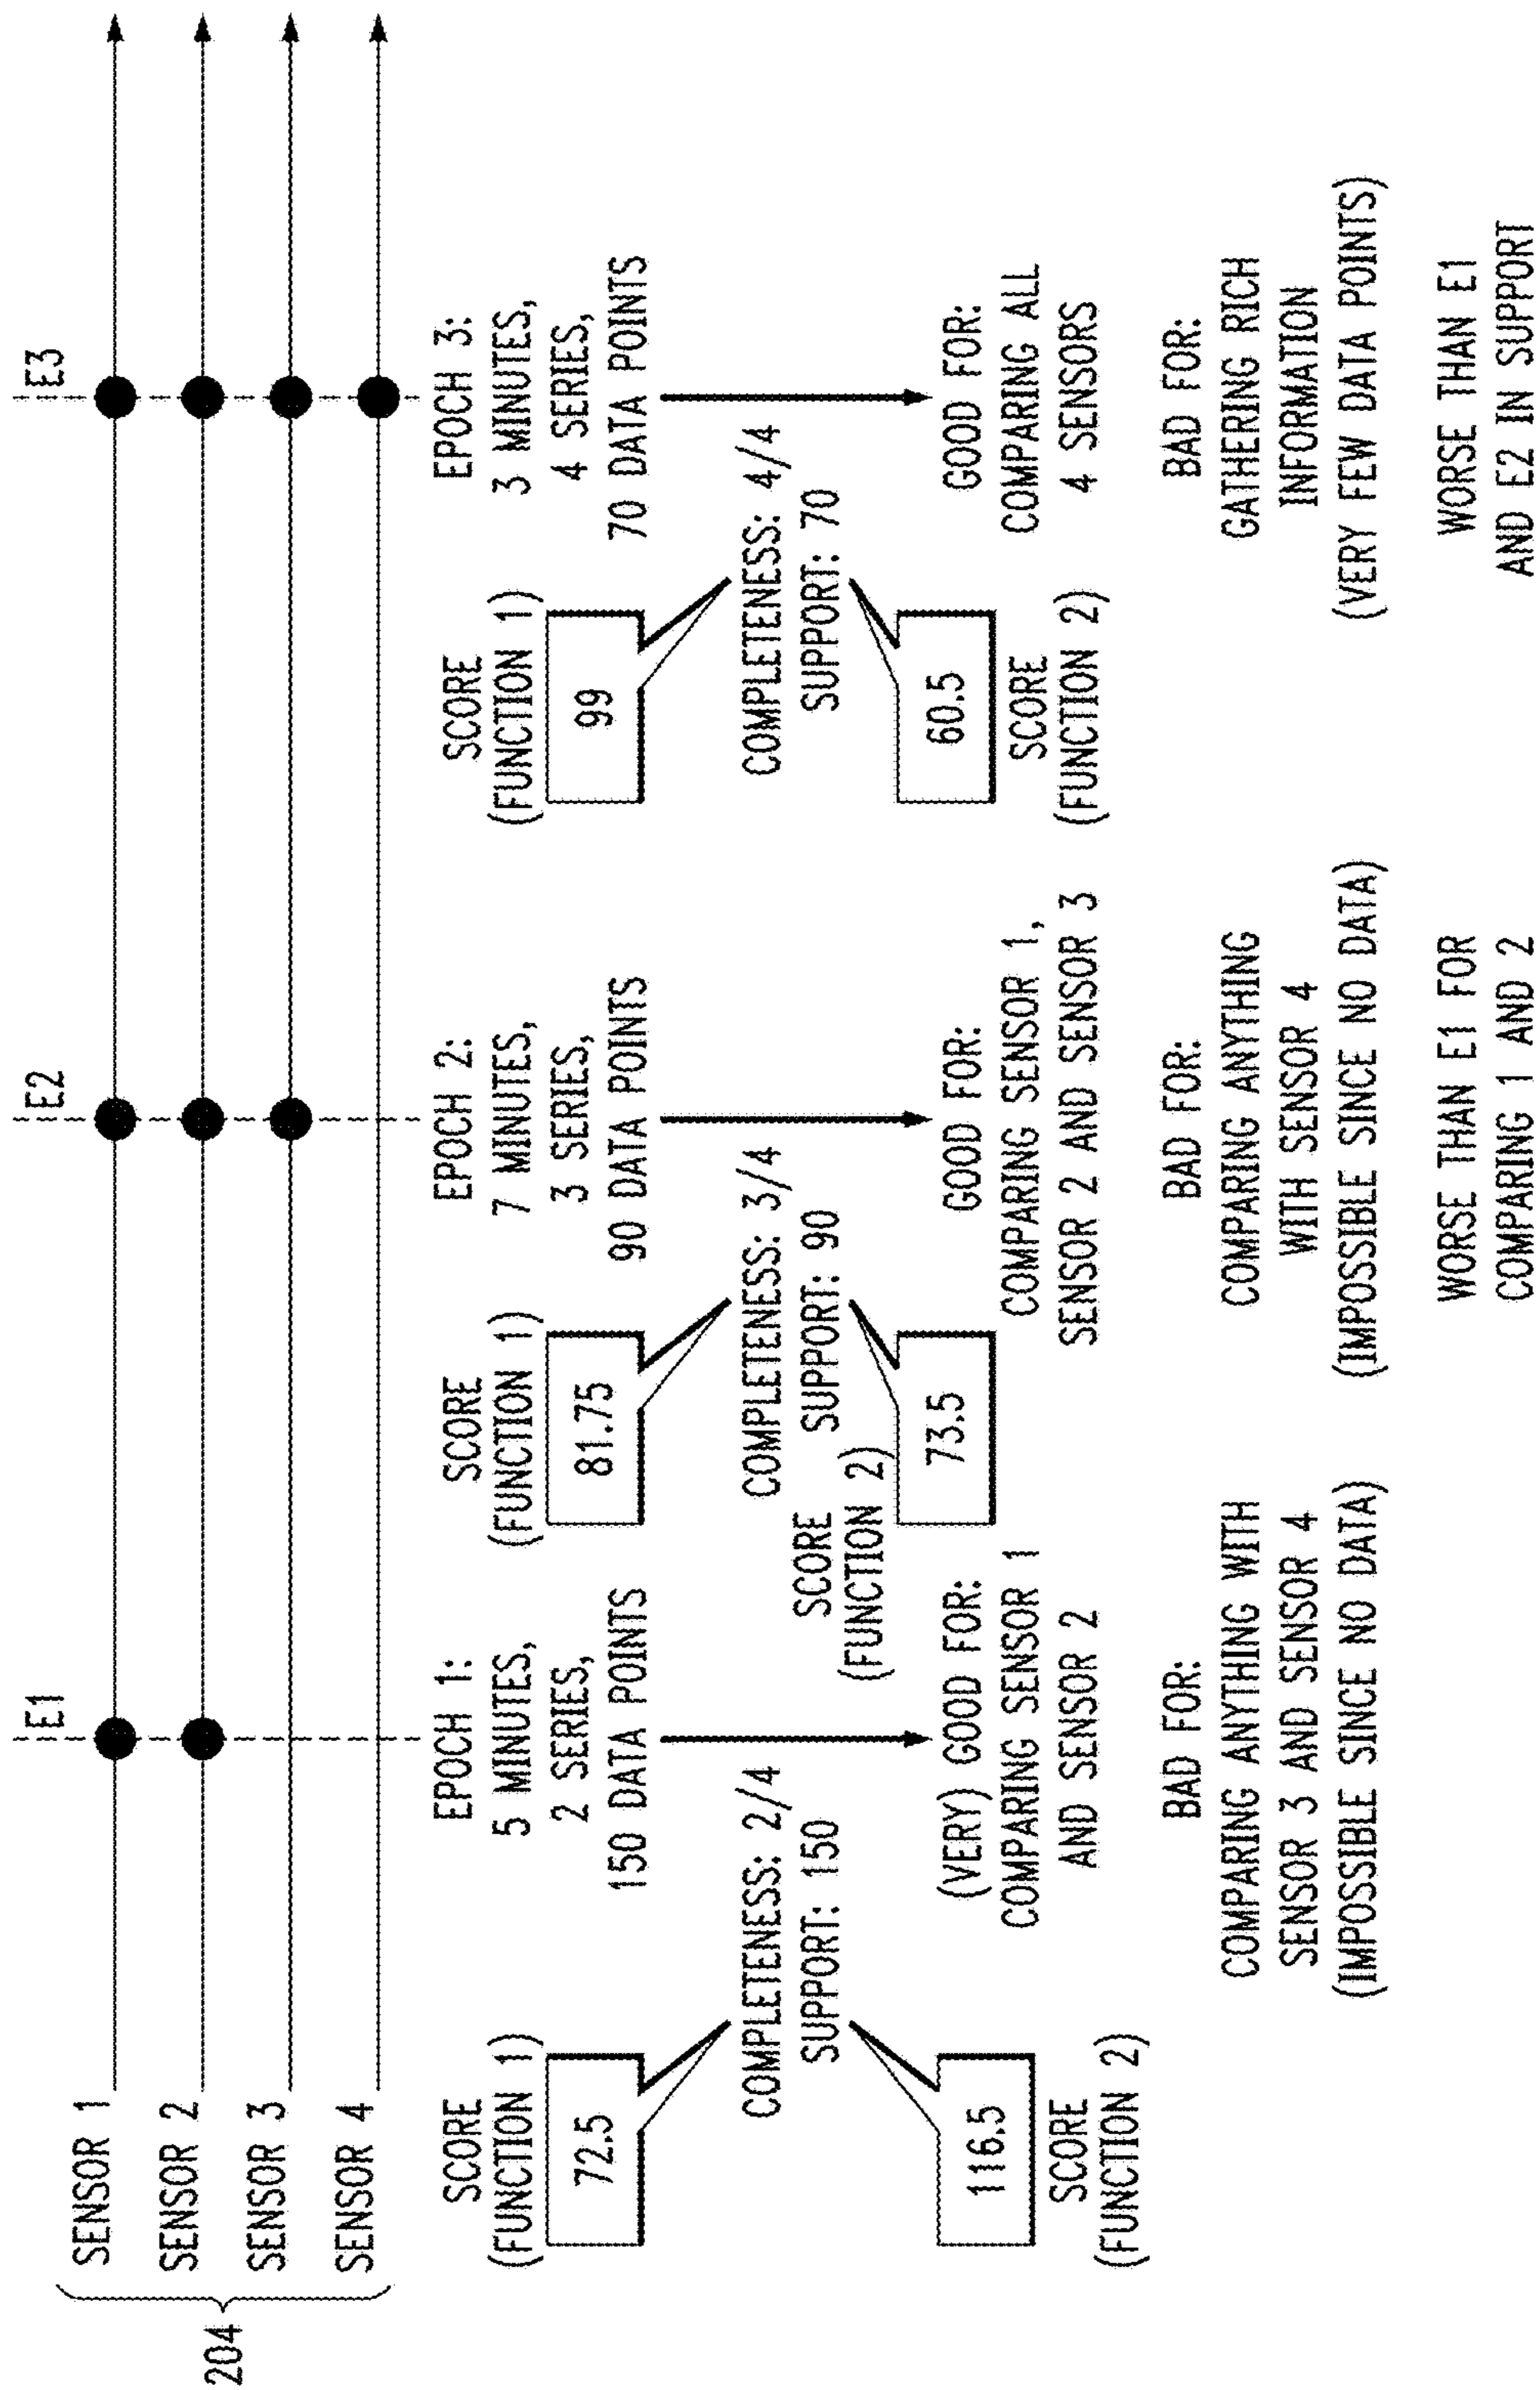 E1
E2
E3
SENSOR 1
SENSOR 2
SENSOR 3
SENSOR 4
204
SCORE
(FUNCTION 1)
72.5
EPOCH 1:
5 MINUTES,
2 SERIES,
150 DATA POINTS
COMPLETENESS: 2/4
SUPPORT: 150
116.5
SCORE
(FUNCTION 2)
(VERY) GOOD FOR:
COMPARING SENSOR 1
AND SENSOR 2
BAD FOR:
COMPARING ANYTHING WITH
SENSOR 3 AND SENSOR 4
(IMPOSSIBLE SINCE NO DATA)
SCORE
(FUNCTION 1)
81.75
EPOCH 2:
7 MINUTES,
3 SERIES,
90 DATA POINTS
COMPLETENESS: 3/4
SUPPORT: 90
SCORE
(FUNCTION 2)
73.5
GOOD FOR:
COMPARING SENSOR 1,
SENSOR 2 AND SENSOR 3
BAD FOR:
COMPARING ANYTHING
WITH SENSOR 4
(IMPOSSIBLE SINCE NO DATA)
WORSE THAN E1 FOR
COMPARING 1 AND 2
SCORE
(FUNCTION 1)
99
EPOCH 3:
3 MINUTES,
4 SERIES,
70 DATA POINTS
COMPLETENESS: 4/4
SUPPORT: 70
60.5
SCORE
(FUNCTION 2)
GOOD FOR:
COMPARING ALL
4 SENSORS
BAD FOR:
GATHERING RICH
INFORMATION
(VERY FEW DATA POINTS)
WORSE THAN E1
AND E2 IN SUPPORT